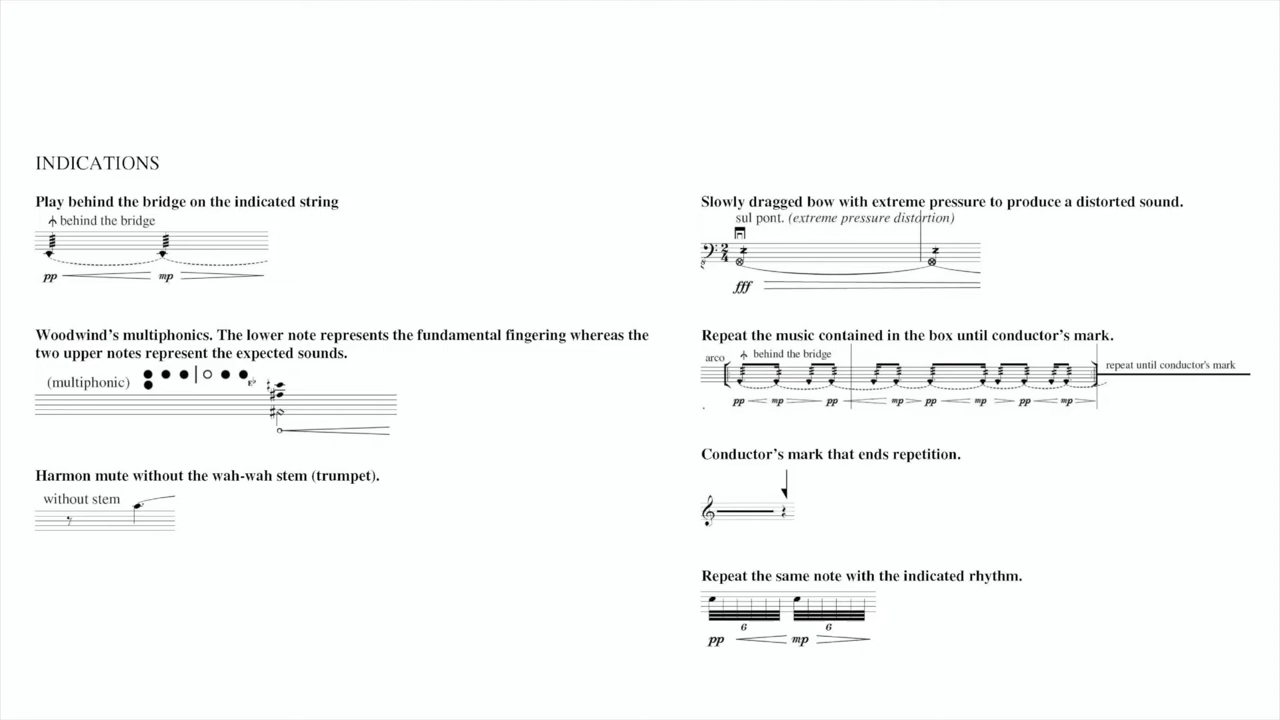 INDICATIONS
Play behind the bridge on the indicated string
behind the bridge
pp mp
Woodwind's multiphonics. The lower note represents the fundamental fingering whereas the
two upper notes represent the expected sounds.
(multiphonic)
E♭
Harmon mute without the wah-wah stem (trumpet).
without stem
Slowly dragged bow with extreme pressure to produce a distorted sound.
sul pont. (extreme pressure distortion)
2
4
8
fff
Repeat the music contained in the box until conductor's mark.
arco behind the bridge
repeat until conductor's mark
pp mp pp mp pp mp pp mp
Conductor's mark that ends repetition.
Repeat the same note with the indicated rhythm.
6 6
pp mp